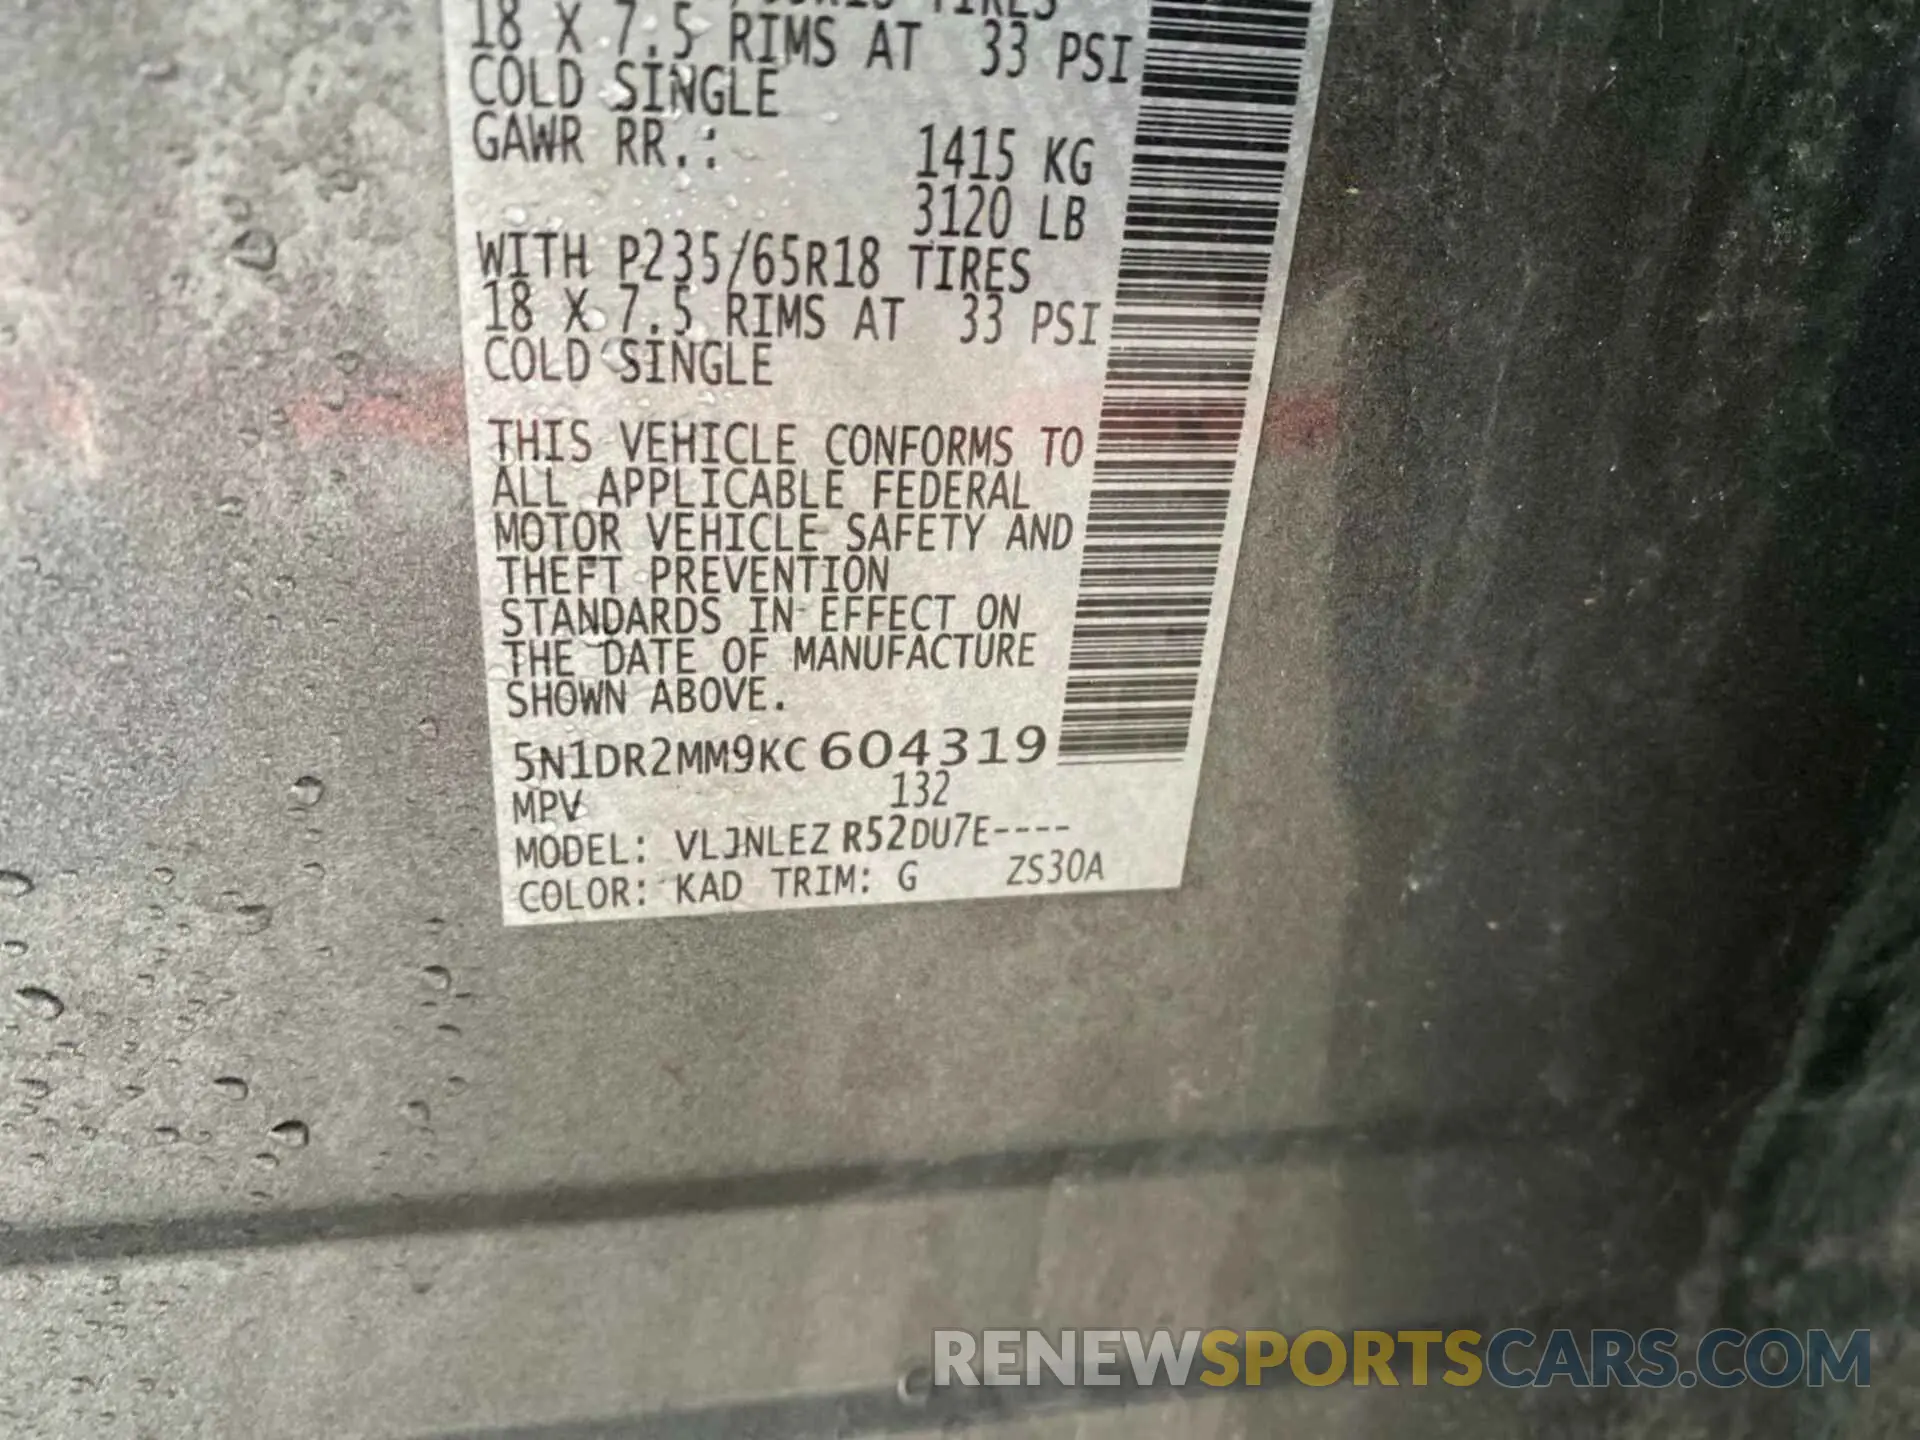 TIRES
18 X 7.5 RIMS AT 33 PSI
COLD SINGLE
GAWR RR.: 1415 KG
3120 LB
WITH P235/65R18 TIRES
18 X 7.5 RIMS AT 33 PSI
COLD SINGLE
THIS VEHICLE CONFORMS TO
ALL APPLICABLE FEDERAL
MOTOR VEHICLE SAFETY AND
THEFT PREVENTION
STANDARDS IN EFFECT ON
THE DATE OF MANUFACTURE
SHOWN ABOVE.
5N1DR2MM9KC604319
MPV 132
MODEL: VLJNLEZ R52DU7E----
COLOR: KAD TRIM: G ZS30A
RENEWSPORTSCARS.COM